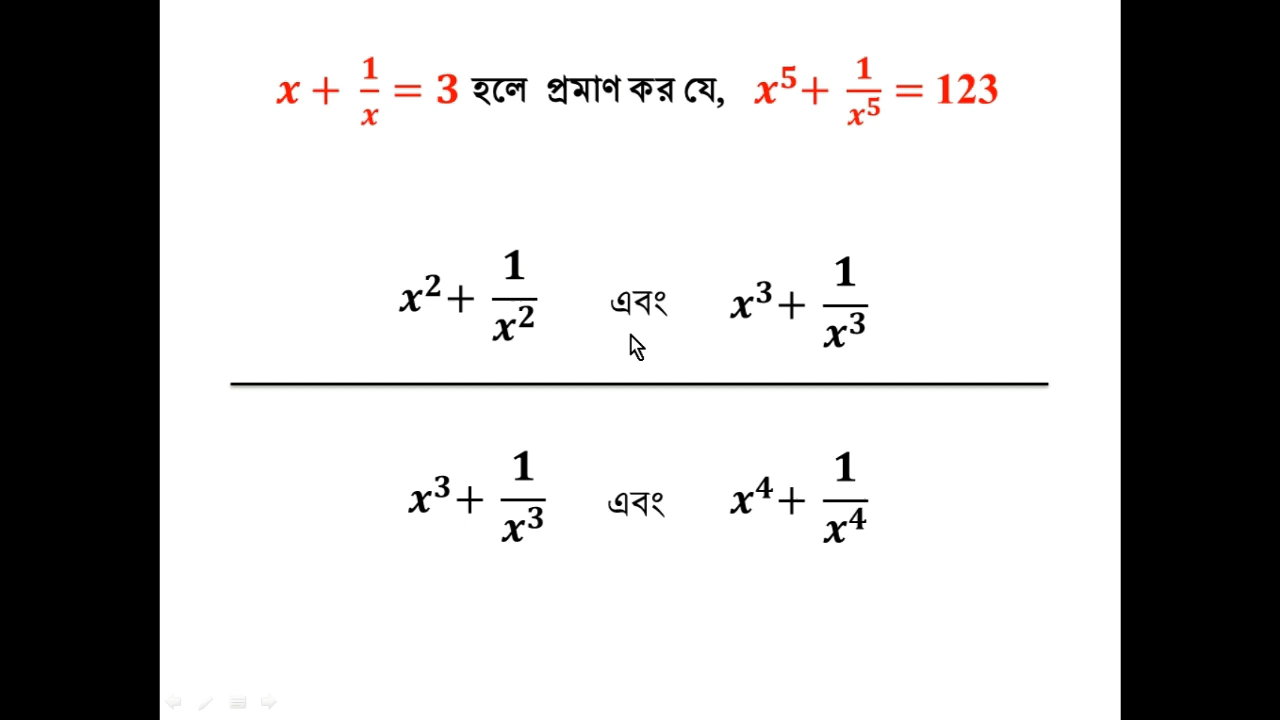 x + 1/x = 3 হলে প্রমাণ কর যে, x⁵ + 1/x⁵ = 123
x² + 1/x² এবং x³ + 1/x³
x³ + 1/x³ এবং x⁴ + 1/x⁴